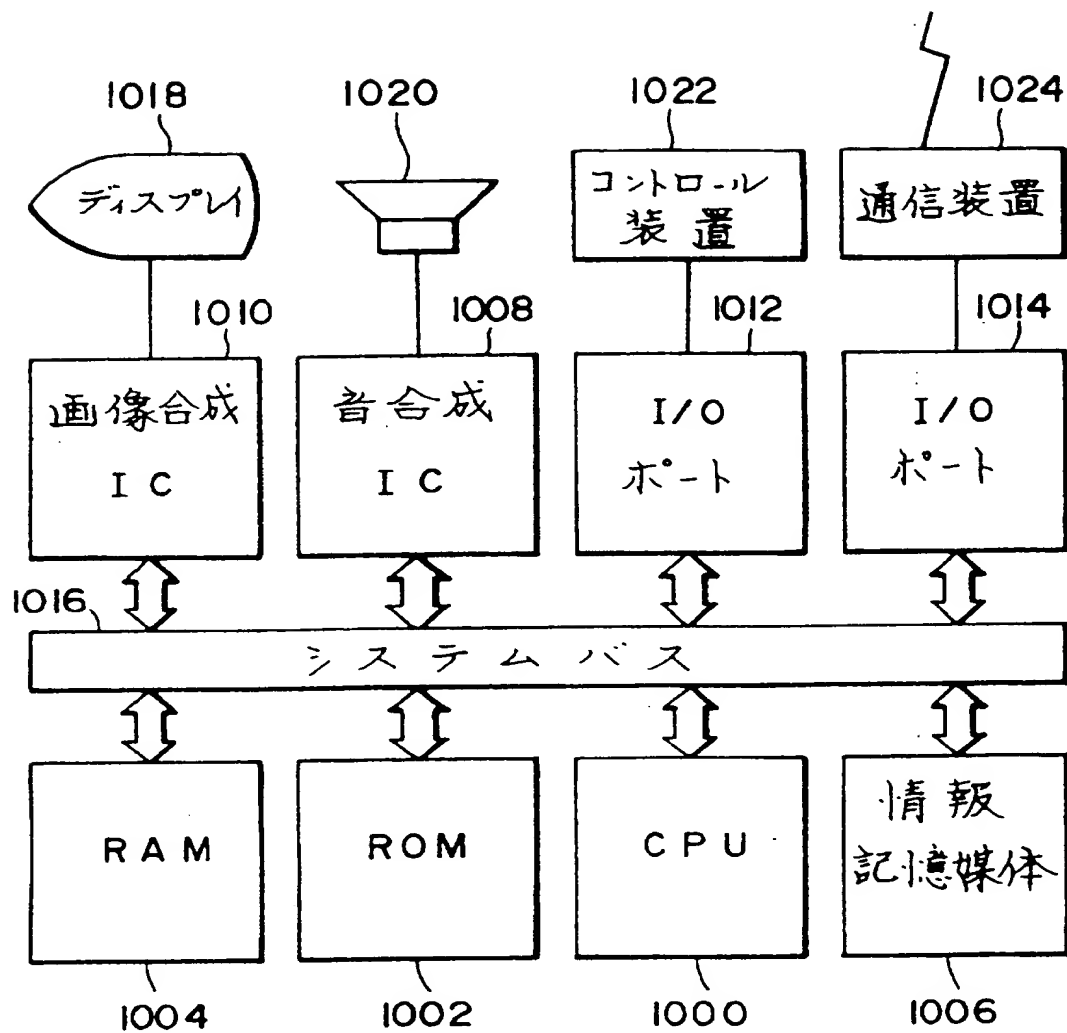 1018
1020
1022
1024
ディスプレイ
コントロール
装置
通信装置
1010
1008
1012
1014
画像合成
IC
音合成
IC
I/O
ポート
I/O
ポート
1016
システムバス
RAM
ROM
CPU
情報
記憶媒体
1004
1002
1000
1006